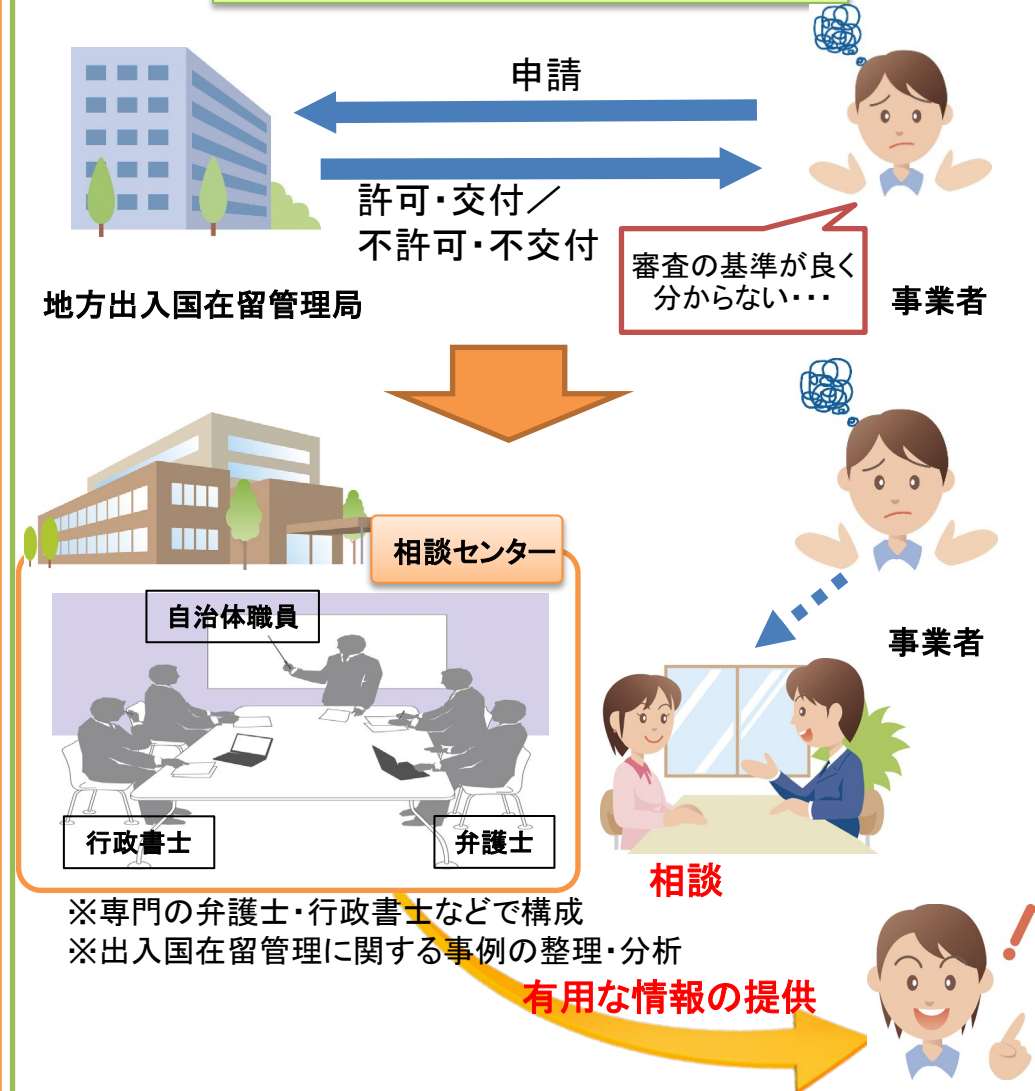 申請
許可・交付／
不許可・不交付
審査の基準が良く
分からない・・・
地方出入国在留管理局
事業者
相談センター
自治体職員
事業者
行政書士
弁護士
相談
※専門の弁護士・行政書士などで構成
※出入国在留管理に関する事例の整理・分析
有用な情報の提供